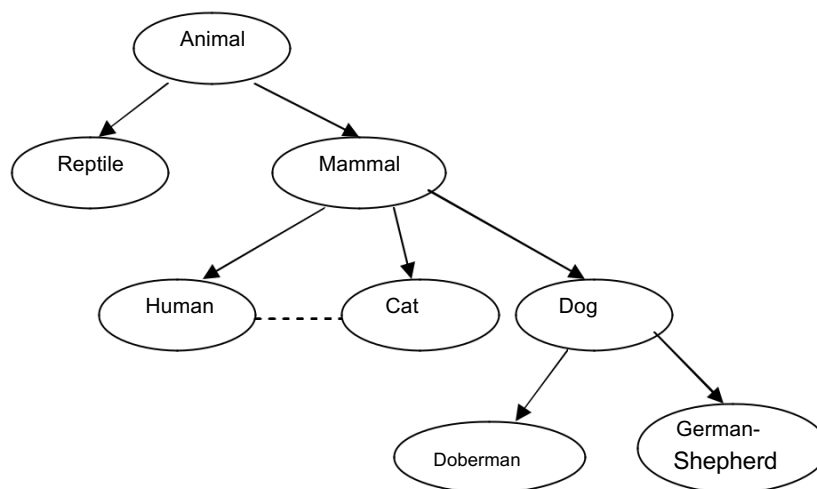 Animal
Reptile
Mammal
Human
Cat
Dog
Doberman
German-
Shepherd